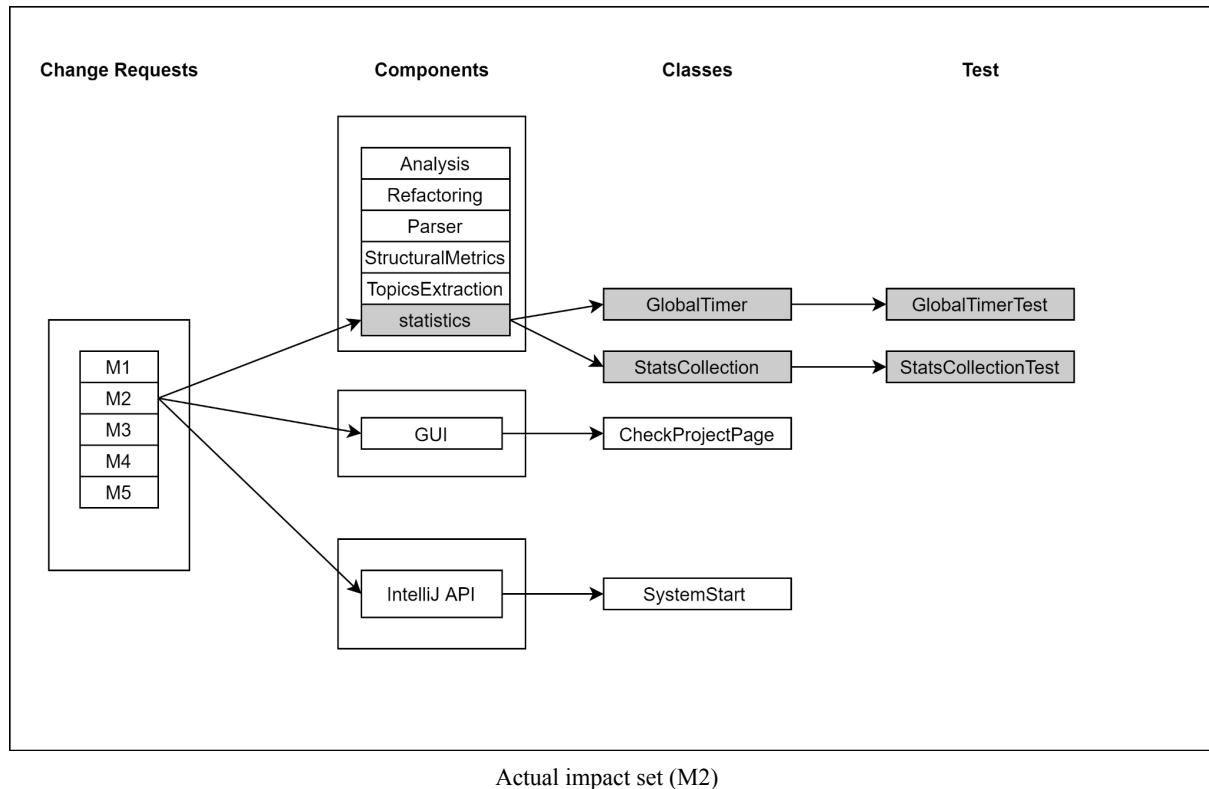 Change Requests
Components
Classes
Test
Analysis
Refactoring
Parser
StructuralMetrics
TopicsExtraction
statistics
GlobalTimer
GlobalTimerTest
StatsCollection
StatsCollectionTest
M1
M2
M3
M4
M5
GUI
CheckProjectPage
IntelliJ API
SystemStart
Actual impact set (M2)